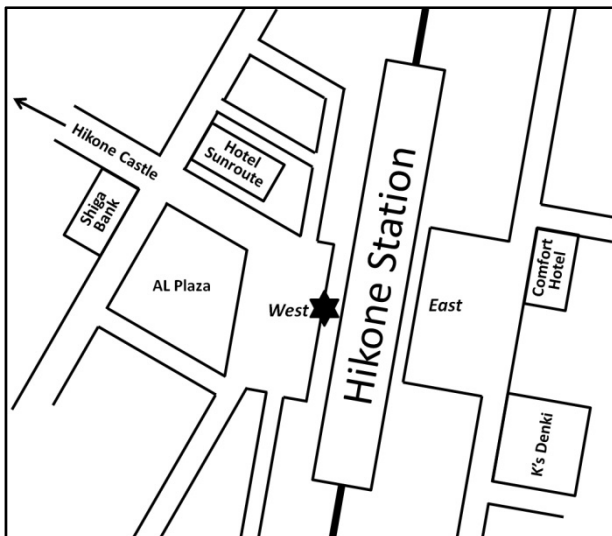 Hikone Castle
Hotel
Sunroute
Shiga
Bank
AL Plaza
West
Hikone Station
East
Comfort
Hotel
K's Denki